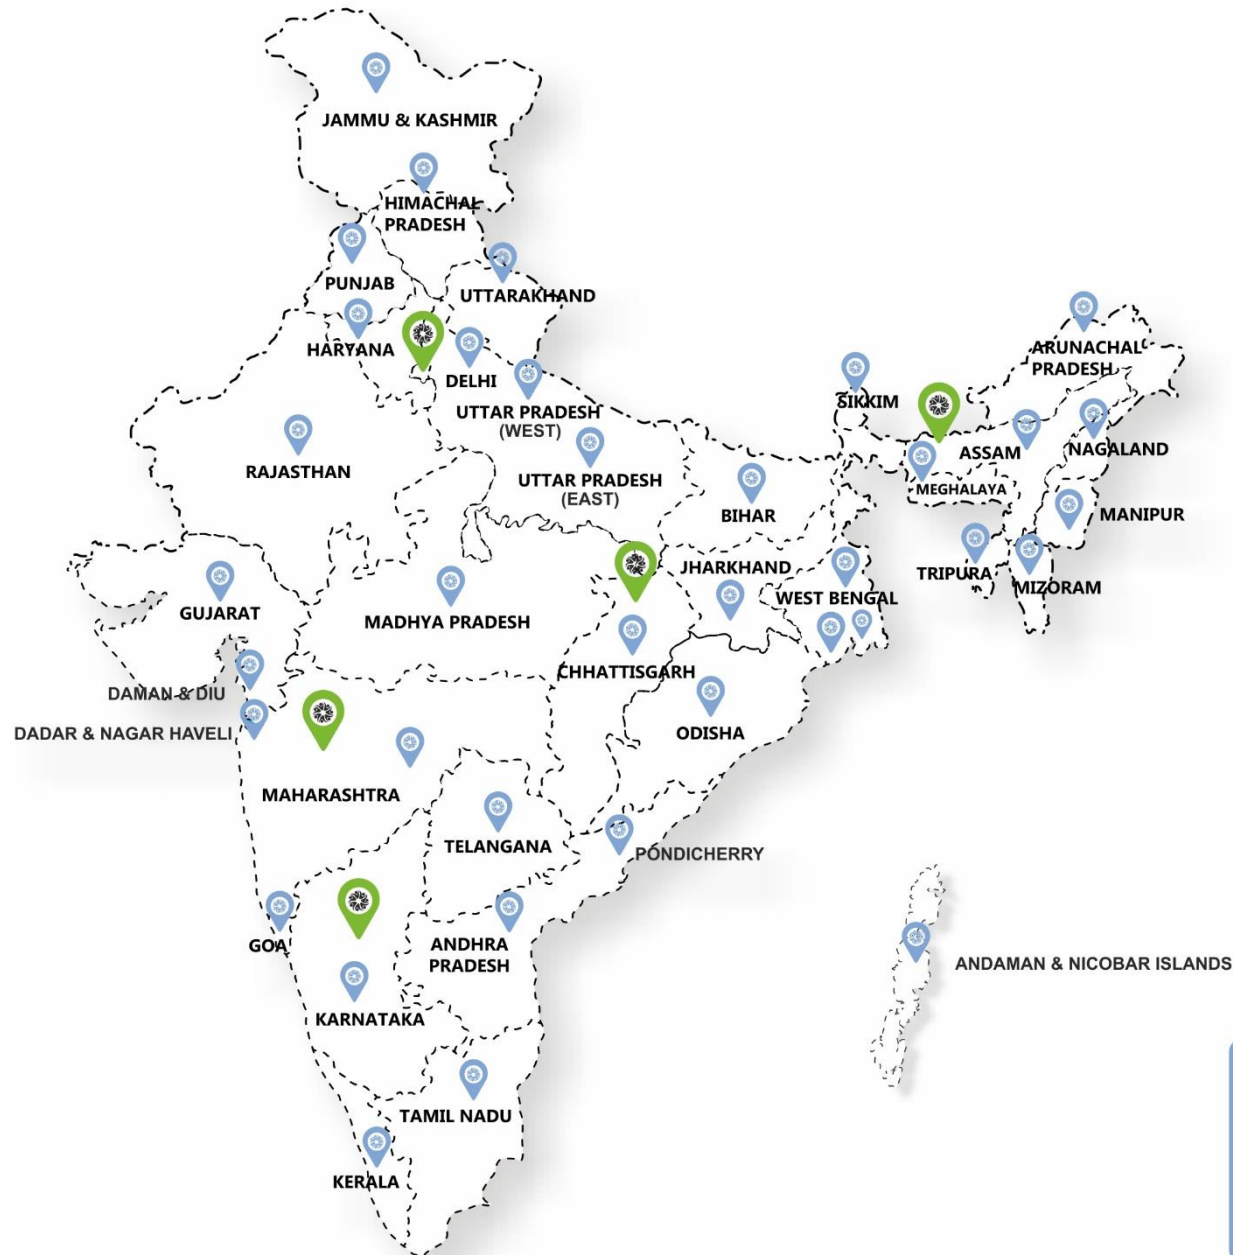 JAMMU & KASHMIR
HIMACHAL
PRADESH
PUNJAB
UTTARAKHAND
HARYANA
DELHI
UTTAR PRADESH
(WEST)
UTTAR PRADESH
(EAST)
RAJASTHAN
SIKKIM
ARUNACHAL
PRADESH
ASSAM
NAGALAND
MEGHALAYA
MANIPUR
BIHAR
TRIPURA
MIZORAM
JHARKHAND
WEST BENGAL
GUJARAT
MADHYA PRADESH
CHHATTISGARH
DAMAN & DIU
DADAR & NAGAR HAVELI
ODISHA
MAHARASHTRA
TELANGANA
PONDICHERRY
GOA
ANDHRA
PRADESH
ANDAMAN & NICOBAR ISLANDS
KARNATAKA
TAMIL NADU
KERALA